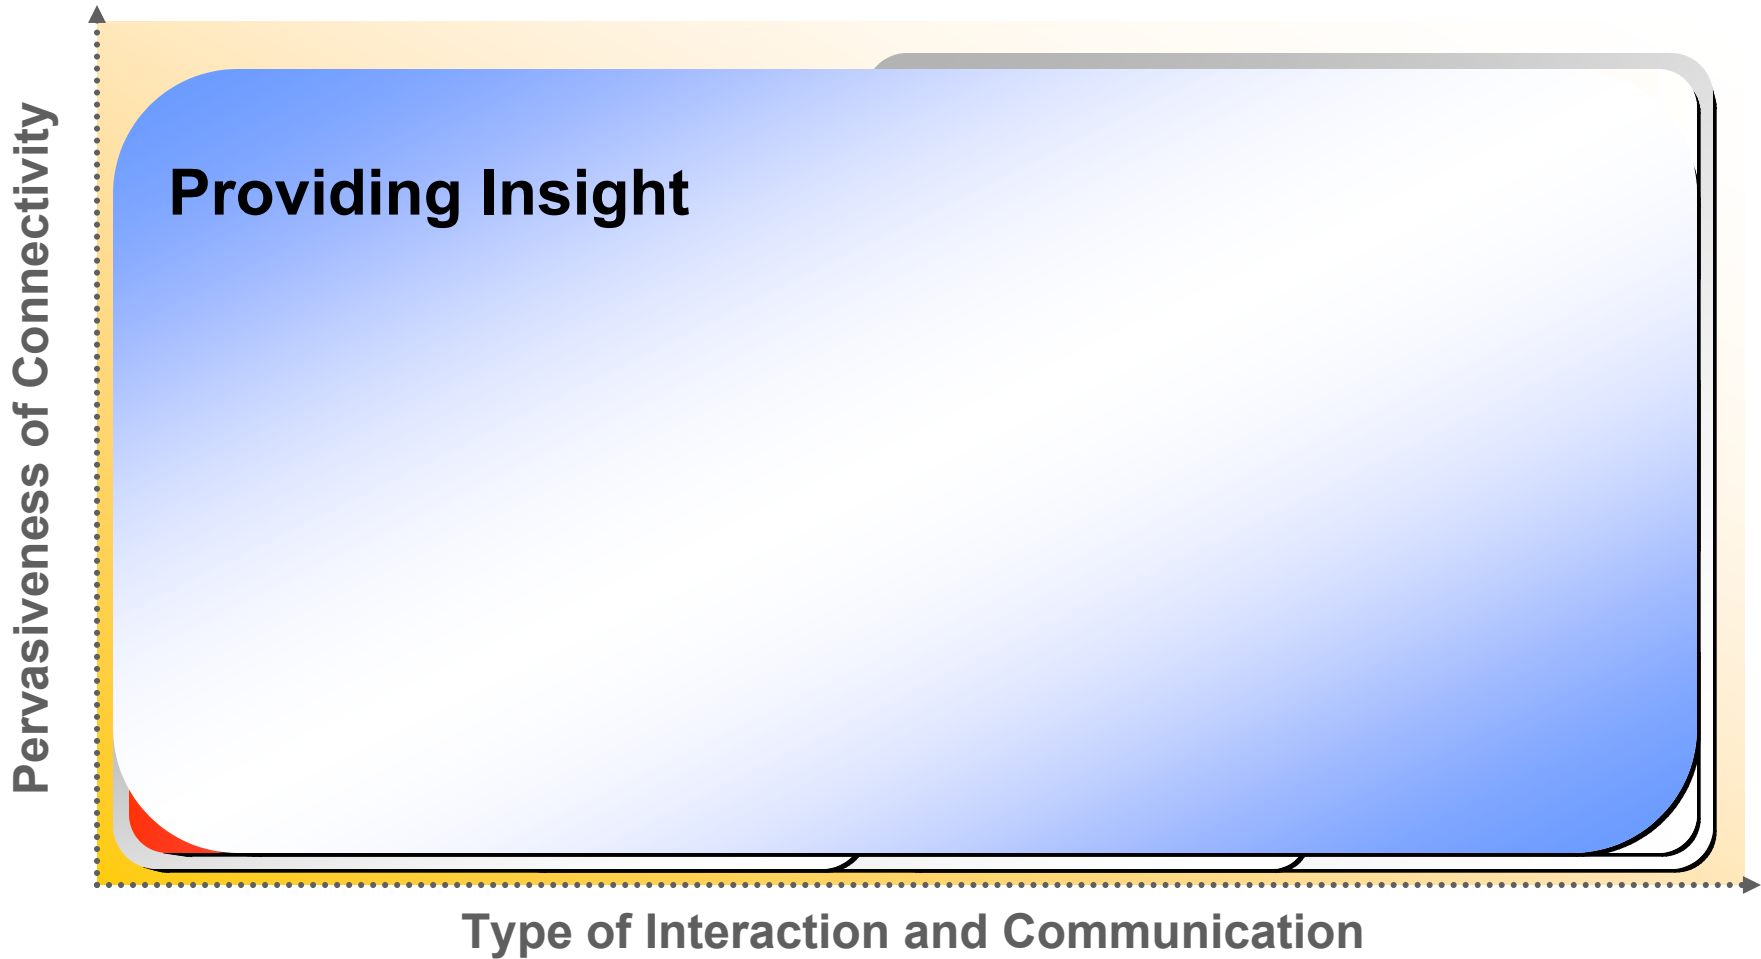 Pervasiveness of Connectivity
Providing Insight
Type of Interaction and Communication